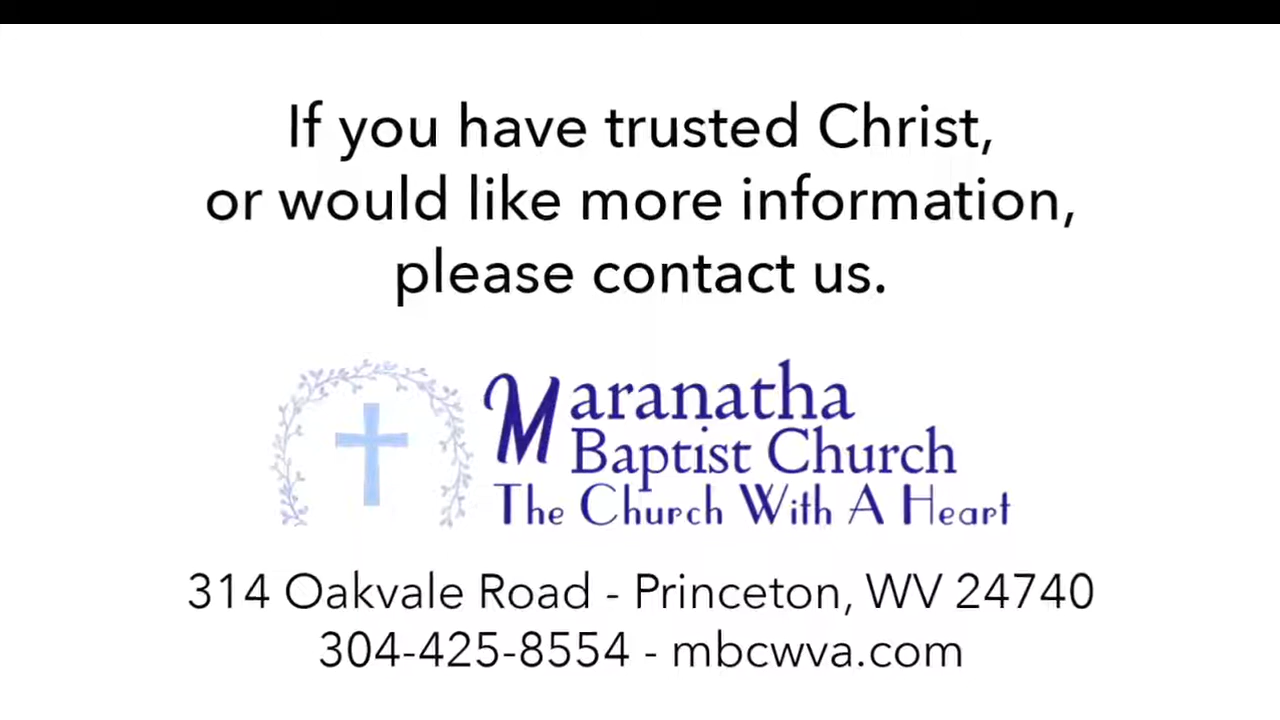 If you have trusted Christ,
or would like more information,
please contact us.
Maranatha
Baptist Church
The Church With A Heart
314 Oakvale Road - Princeton, WV 24740
304-425-8554 - mbcwva.com